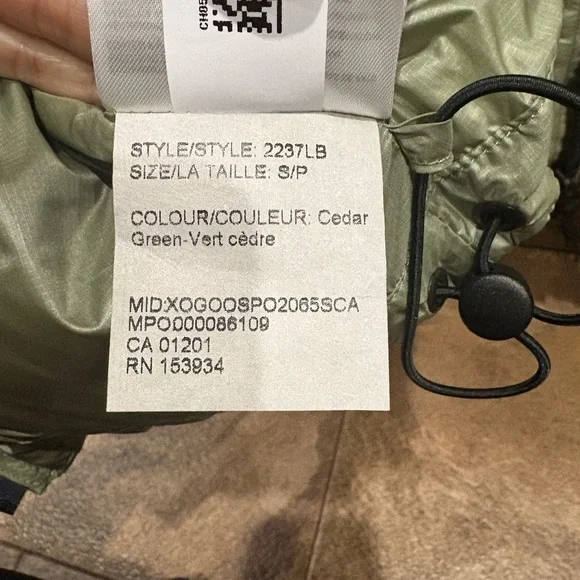 CH05
STYLE/STYLE: 2237LB
SIZE/LA TAILLE: S/P
COLOUR/COULEUR: Cedar
Green-Vert cèdre
MID:XOGOOSPO2065SCA
MPO000086109
CA 01201
RN 153934